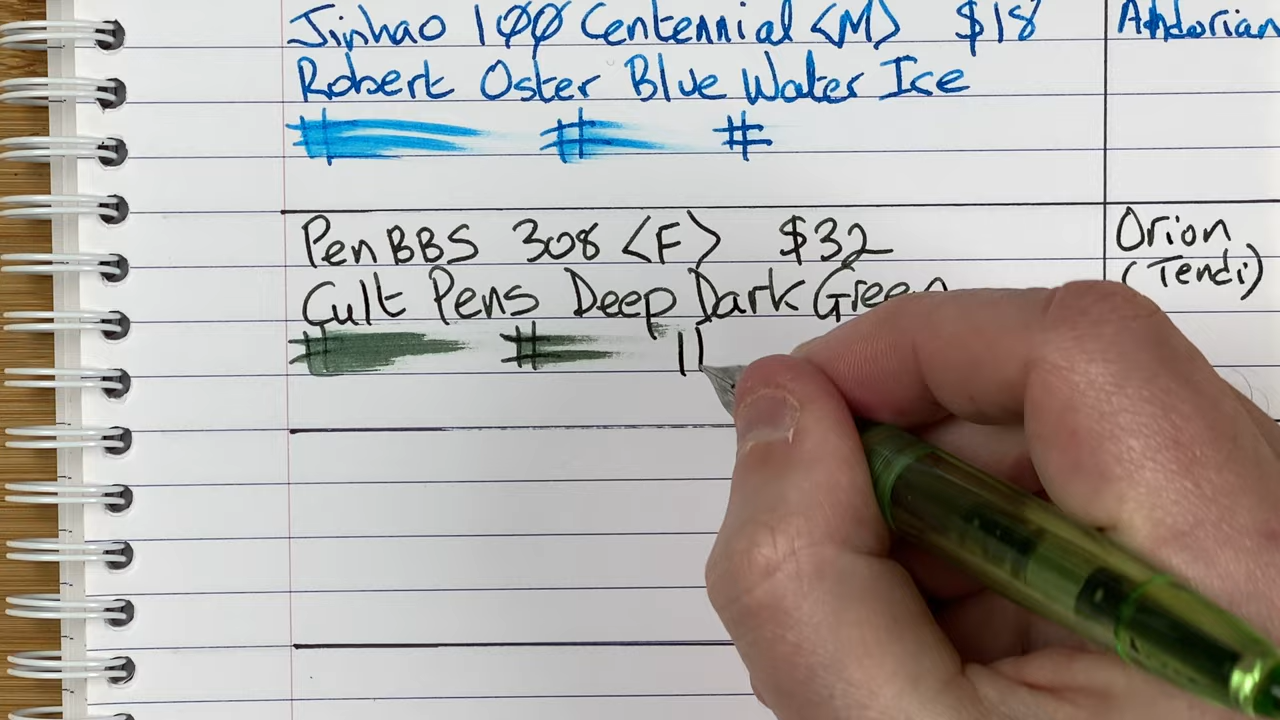 Jinhao 100 Centennial <M> $18
Andorian
Robert Oster Blue Water Ice
# # #
PenBBS 308 <F> $32
Orion
(Tendi)
Cult Pens Deep Dark Green
# # ||